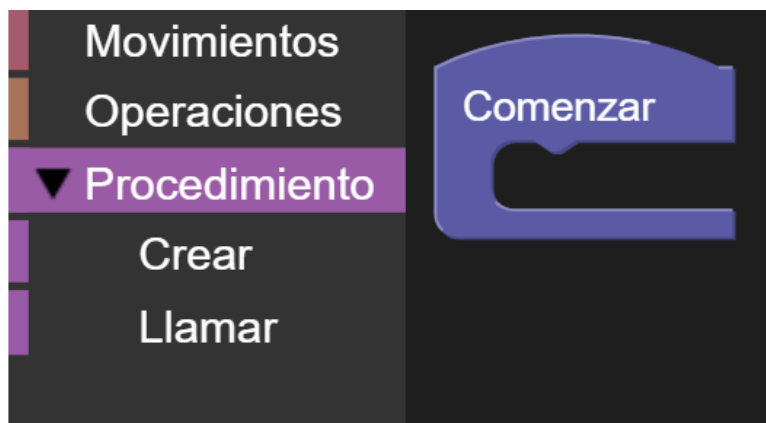 Movimientos
Operaciones
Procedimiento
Crear
Llamar
Comenzar